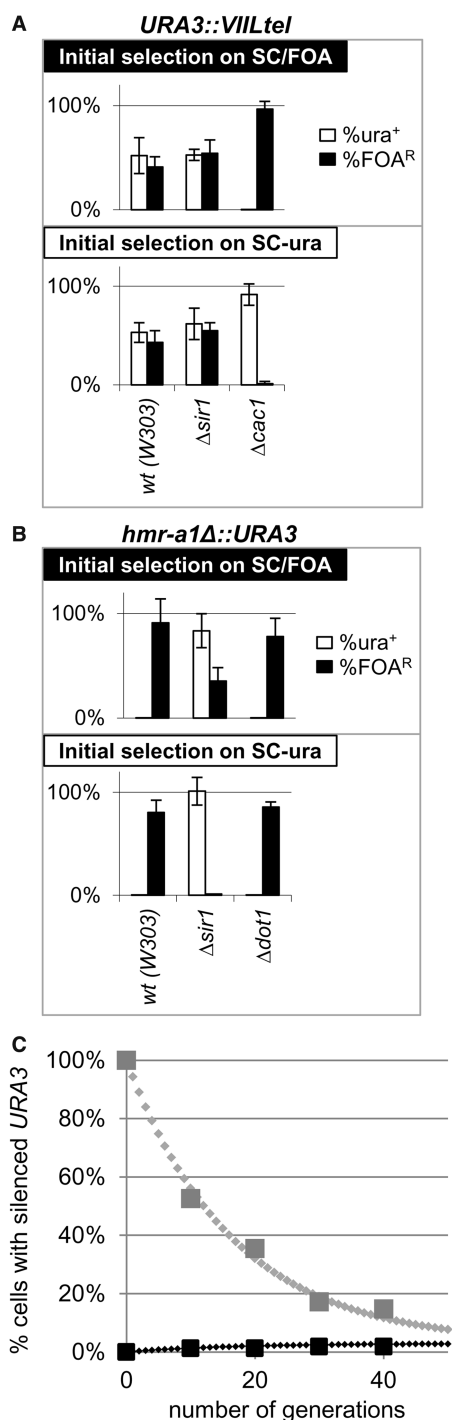 A
URA3::VIILtel
Initial selection on SC/FOA
100%
0%
%ura+
%FOAR
Initial selection on SC-ura
100%
0%
wt (W303)
Δsir1
Δcac1
B
hmr-a1Δ::URA3
Initial selection on SC/FOA
100%
0%
%ura+
%FOAR
Initial selection on SC-ura
100%
0%
wt (W303)
Δsir1
Δdot1
C
% cells with silenced URA3
100%
80%
60%
40%
20%
0%
0 20 40
number of generations